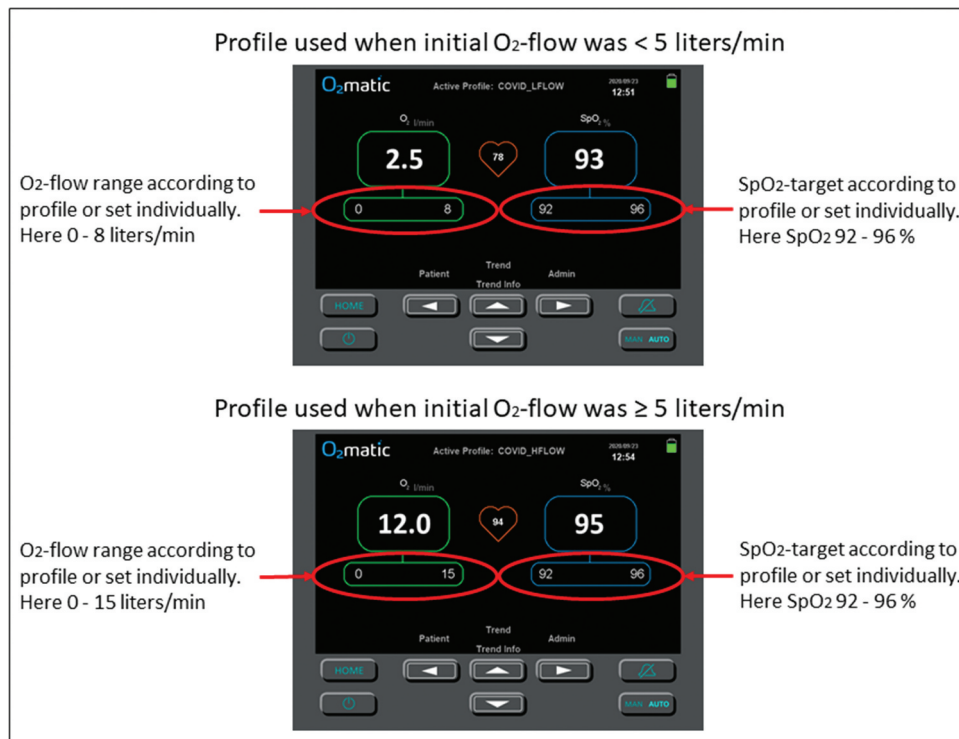 Profile used when initial O₂-flow was < 5 liters/min
O₂matic
Active Profile: COVID_LFLOW
2020/09/23
12:51
O₂ l/min
SpO₂ %
2.5
78
93
0 8
92 96
O₂-flow range according to
profile or set individually.
Here 0 - 8 liters/min
SpO₂-target according to
profile or set individually.
Here SpO₂ 92 - 96 %
Trend
Patient
Admin
Trend Info
HOME
MAN AUTO
Profile used when initial O₂-flow was ≥ 5 liters/min
O₂matic
Active Profile: COVID_HFLOW
2020/09/23
12:54
O₂ l/min
SpO₂ %
12.0
94
95
0 15
92 96
O₂-flow range according to
profile or set individually.
Here 0 - 15 liters/min
SpO₂-target according to
profile or set individually.
Here SpO₂ 92 - 96 %
Trend
Patient
Admin
Trend Info
HOME
MAN AUTO